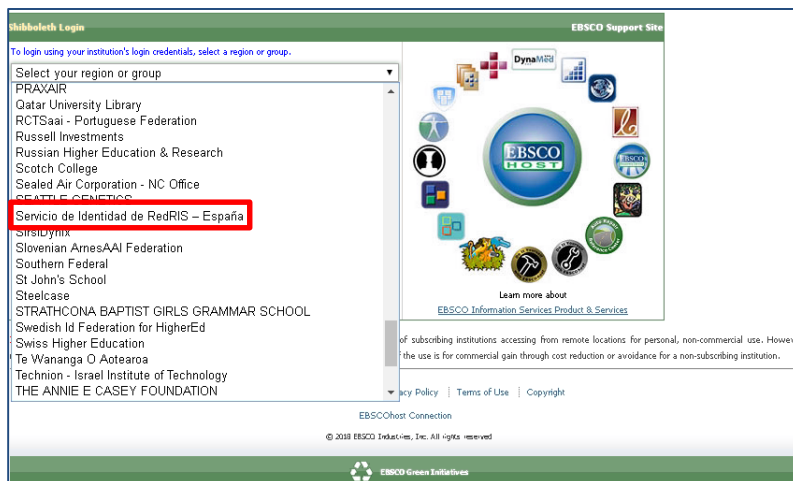 Shibboleth Login
EBSCO Support Site
To login using your institution's login credentials, select a region or group.
Select your region or group
PRAXAIR
Qatar University Library
RCTSaai - Portuguese Federation
Russell Investments
Russian Higher Education & Research
Scotch College
Sealed Air Corporation - NC Office
SEATTLE GENETICS
Servicio de Identidad de RedRIS – España
SirsiDynix
Slovenian ArnesAAI Federation
Southern Federal
St John's School
Steelcase
STRATHCONA BAPTIST GIRLS GRAMMAR SCHOOL
Swedish Id Federation for HigherEd
Swiss Higher Education
Te Wananga O Aotearoa
Technion - Israel Institute of Technology
THE ANNIE E CASEY FOUNDATION
DynaMed
EBSCO
HOST
EBSCO
Auto Repair
Reference Center
Learn more about
EBSCO Information Services Product & Services
of subscribing institutions accessing from remote locations for personal, non-commercial use. Howev
the use is for commercial gain through cost reduction or avoidance for a non-subscribing institution.
acy Policy | Terms of Use | Copyright
EBSCOhost Connection
© 2018 EBSCO Industries, Inc. All rights reserved
EBSCO Green Initiatives